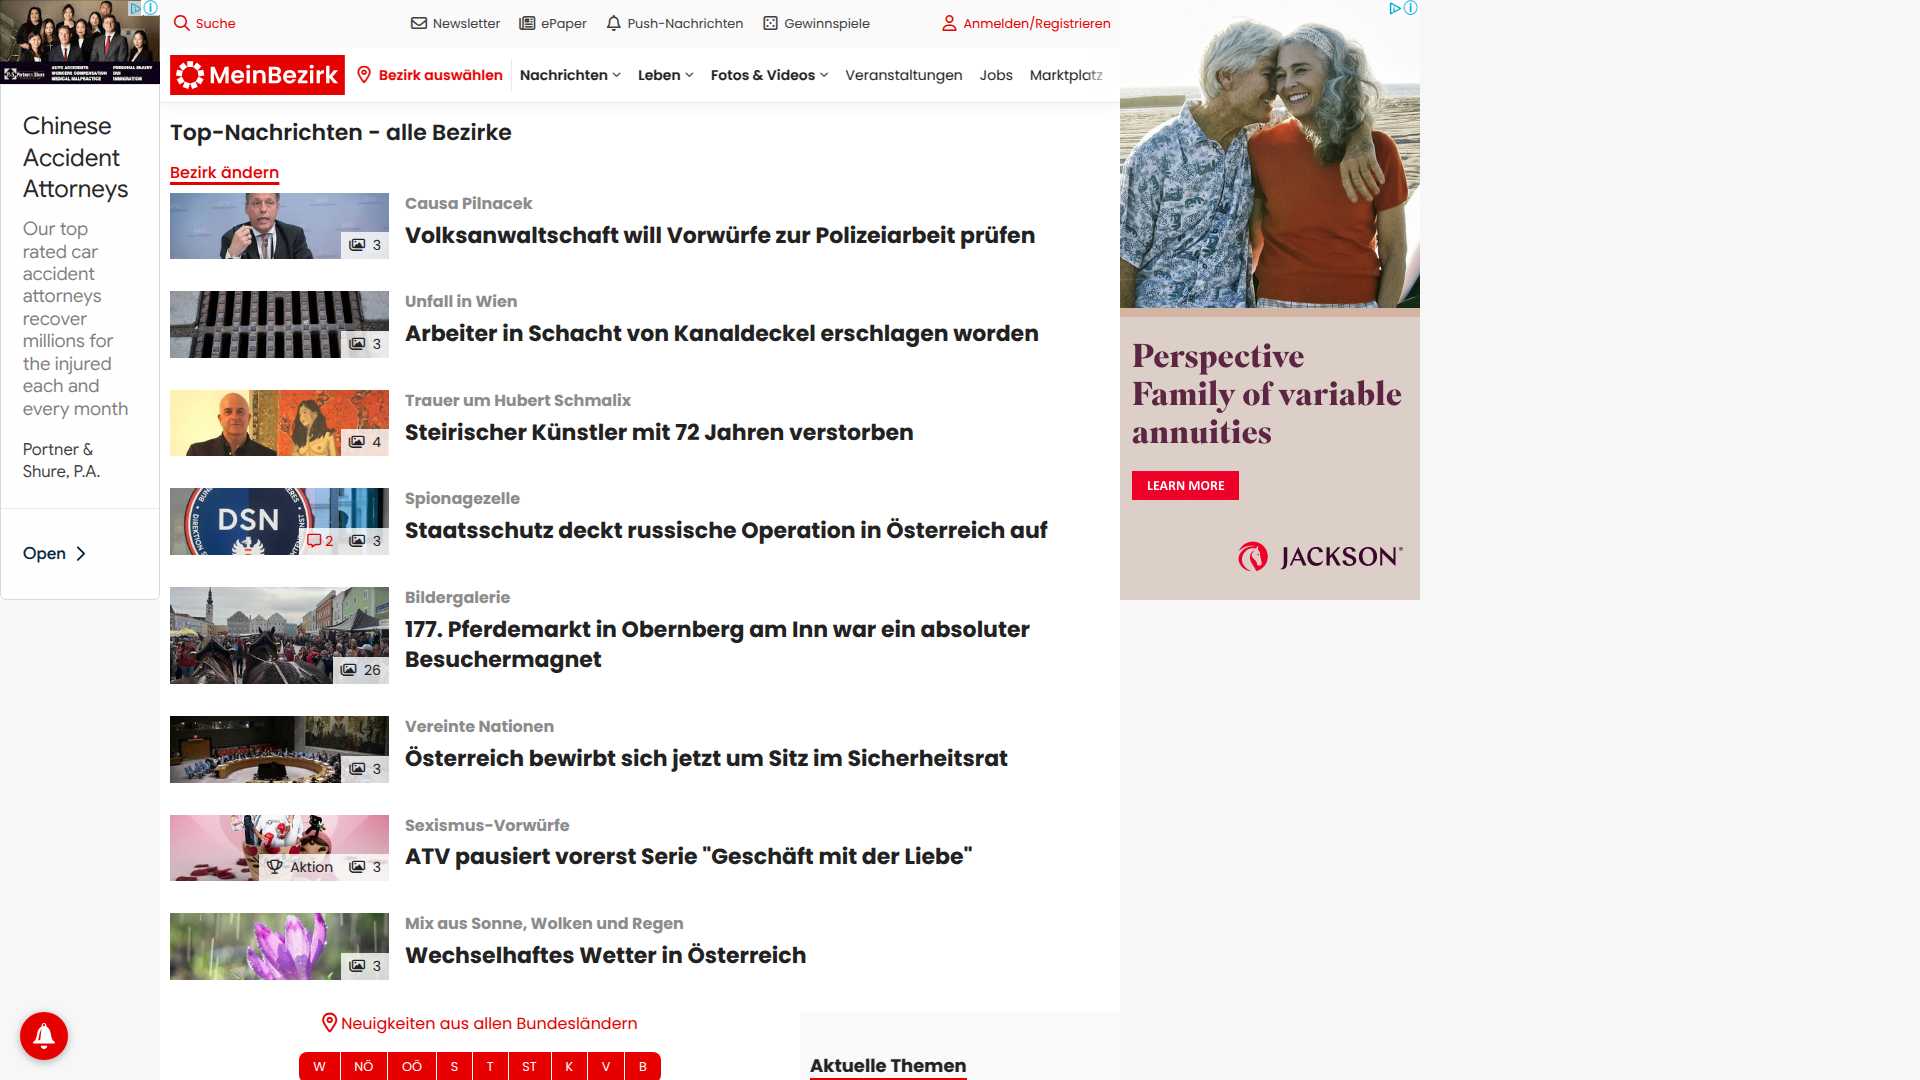 Suche
Newsletter
ePaper
Push-Nachrichten
Gewinnspiele
Anmelden/Registrieren
MeinBezirk
Bezirk auswählen
Nachrichten
Leben
Fotos & Videos
Veranstaltungen
Jobs
Marktplatz
Chinese
Accident
Attorneys
Our top
rated car
accident
attorneys
recover
millions for
the injured
each and
every month
Portner &
Shure, P.A.
Open
Top-Nachrichten - alle Bezirke
Bezirk ändern
3
Causa Pilnacek
Volksanwaltschaft will Vorwürfe zur Polizeiarbeit prüfen
3
Unfall in Wien
Arbeiter in Schacht von Kanaldeckel erschlagen worden
4
Trauer um Hubert Schmalix
Steirischer Künstler mit 72 Jahren verstorben
DSN
2
3
Spionagezelle
Staatsschutz deckt russische Operation in Österreich auf
26
Bildergalerie
177. Pferdemarkt in Obernberg am Inn war ein absoluter
Besuchermagnet
3
Vereinte Nationen
Österreich bewirbt sich jetzt um Sitz im Sicherheitsrat
Aktion
3
Sexismus-Vorwürfe
ATV pausiert vorerst Serie "Geschäft mit der Liebe"
3
Mix aus Sonne, Wolken und Regen
Wechselhaftes Wetter in Österreich
Neuigkeiten aus allen Bundesländern
W
NÖ
OÖ
S
T
ST
K
V
B
Aktuelle Themen
Perspective
Family of variable
annuities
LEARN MORE
JACKSON®